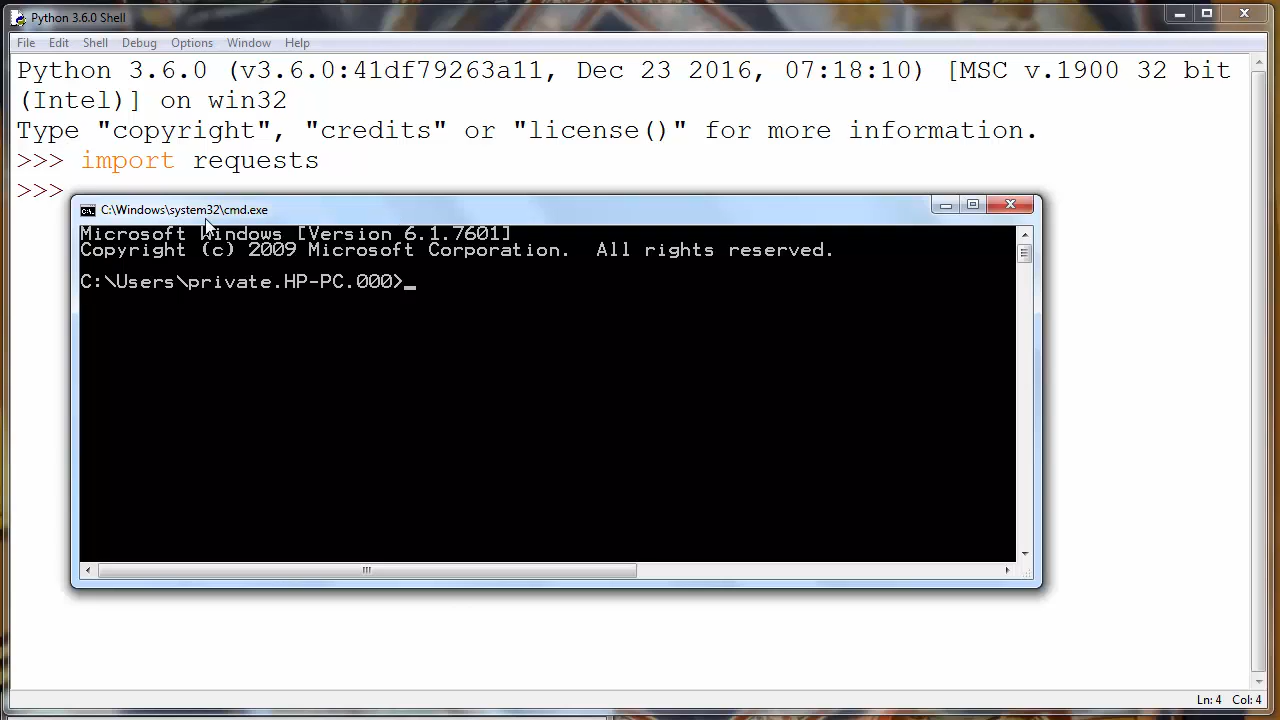 Python 3.6.0 Shell
File Edit Shell Debug Options Window Help
Python 3.6.0 (v3.6.0:41df79263a11, Dec 23 2016, 07:18:10) [MSC v.1900 32 bit
(Intel)] on win32
Type "copyright", "credits" or "license()" for more information.
>>> import requests
>>>
C:\Windows\system32\cmd.exe
Microsoft Windows [Version 6.1.7601]
Copyright (c) 2009 Microsoft Corporation.  All rights reserved.
C:\Users\private.HP-PC.000>_
Ln: 4 Col: 4